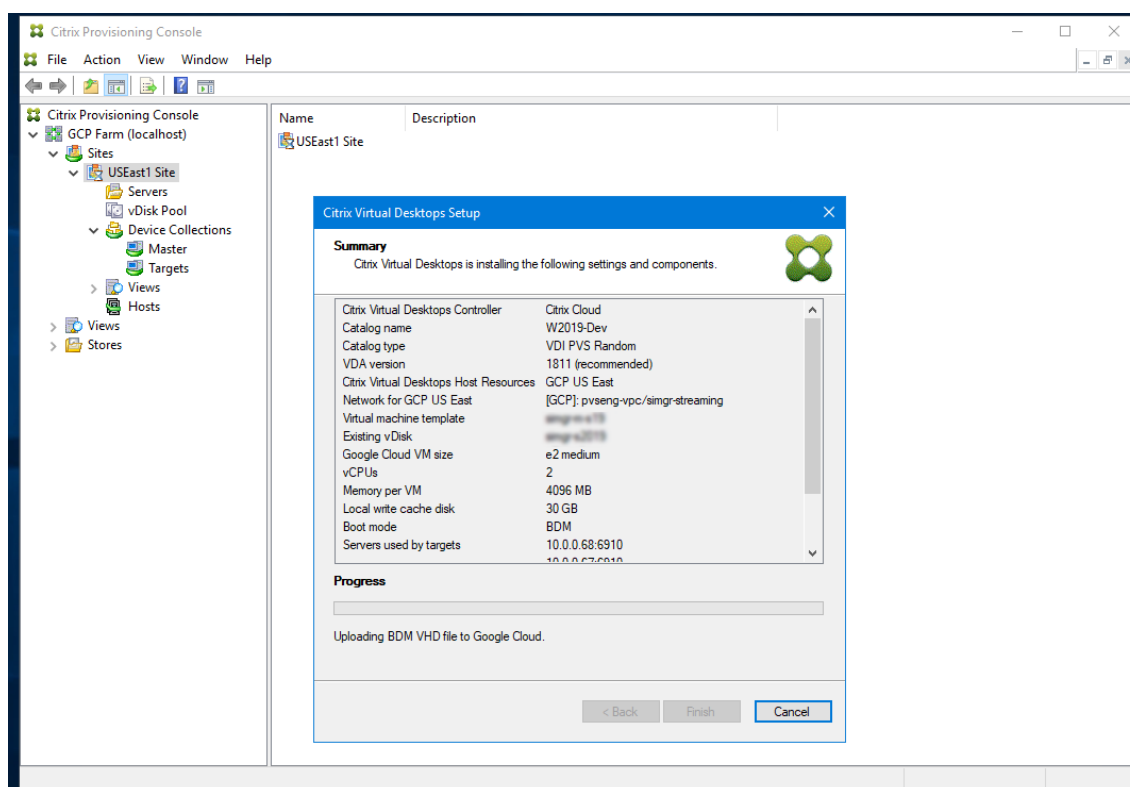 Citrix Provisioning Console
File Action View Window Help
Citrix Provisioning Console
GCP Farm (localhost)
Sites
USEast1 Site
Servers
vDisk Pool
Device Collections
Master
Targets
Views
Hosts
Views
Stores
Name Description
USEast1 Site
Citrix Virtual Desktops Setup
Summary
Citrix Virtual Desktops is installing the following settings and components.
Citrix Virtual Desktops Controller Citrix Cloud
Catalog name W2019-Dev
Catalog type VDI PVS Random
VDA version 1811 (recommended)
Citrix Virtual Desktops Host Resources GCP US East
Network for GCP US East [GCP]: pvseng-vpc/simgr-streaming
Virtual machine template
Existing vDisk
Google Cloud VM size e2 medium
vCPUs 2
Memory per VM 4096 MB
Local write cache disk 30 GB
Boot mode BDM
Servers used by targets 10.0.0.68:6910
10.0.0.67:6910
Progress
Uploading BDM VHD file to Google Cloud.
< Back Finish Cancel